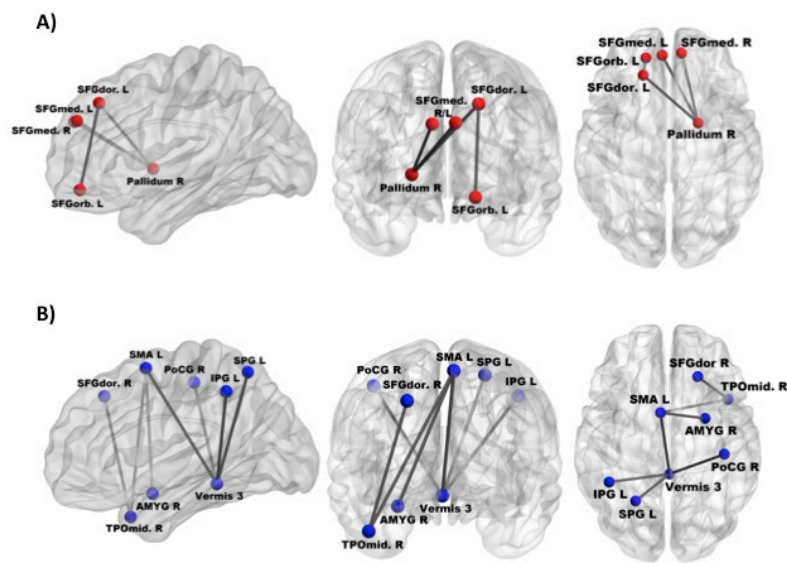 A)
SFGdor. L
SFGmed. L
SFGmed. R
Pallidum R
SFGorb. L
SFGmed. SFGdor. L
R/L
Pallidum R
SFGorb. L
SFGmed. L SFGmed. R
SFGorb. L
SFGdor. L
Pallidum R
B)
SMA L
SPG L
PoCG R
SFGdor. R
IPG L
AMYG R
Vermis 3
TPOmid. R
SMA L
PoCG R
SPG L
SFGdor. R
IPG L
Vermis 3
AMYG R
TPOmid. R
SFGdor R
TPOmid. R
SMA L
AMYG R
PoCG R
IPG L
Vermis 3
SPG L